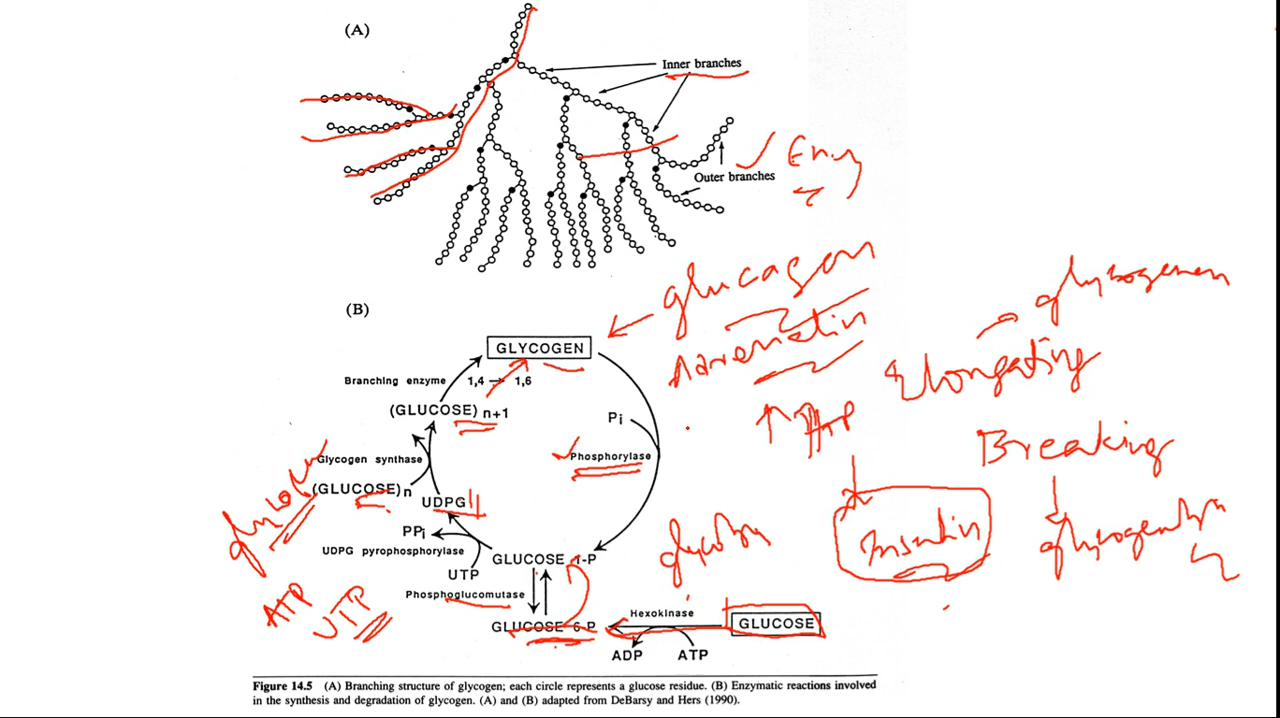 (A)
Inner branches
Outer branches
Enzy
glucagon
(B)
GLYCOGEN
Branching enzyme 1,4 → 1,6
(GLUCOSE) n+1
Pi
ATP
Elongating
Breaking
Glycogen synthase
Phosphorylase
(GLUCOSE)n
UDPG
Insulin
PPi
UDPG pyrophosphorylase
GLUCOSE 1-P
UTP
Phosphoglucomutase
ATP
UTP
Hexokinase
GLUCOSE 6-P
GLUCOSE
ADP ATP
Figure 14.5 (A) Branching structure of glycogen; each circle represents a glucose residue. (B) Enzymatic reactions involved
in the synthesis and degradation of glycogen. (A) and (B) adapted from DeBarsy and Hers (1990).